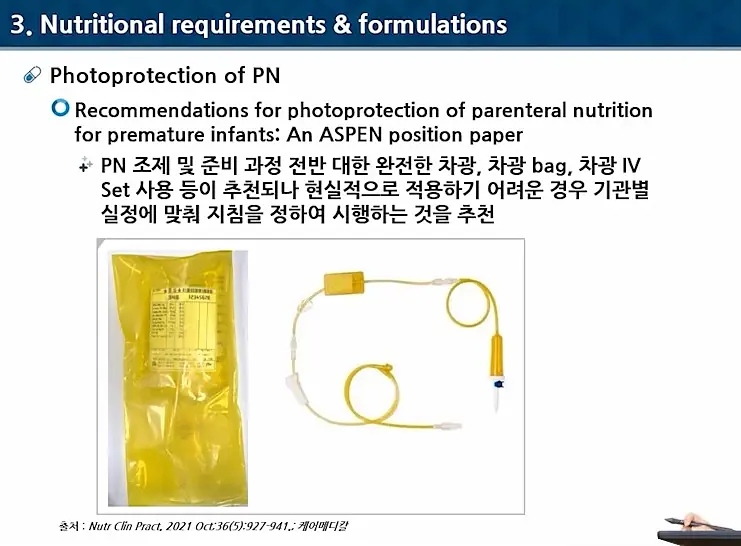 3. Nutritional requirements & formulations
Photoprotection of PN
Recommendations for photoprotection of parenteral nutrition
for premature infants: An ASPEN position paper
PN 조제 및 준비 과정 전반 대한 완전한 차광, 차광 bag, 차광 IV
Set 사용 등이 추천되나 현실적으로 적용하기 어려운 경우 기관별
실정에 맞춰 지침을 정하여 시행하는 것을 추천
12345678
출처 : Nutr Clin Pract. 2021 Oct;36(5):927-941.; 케어메디칼